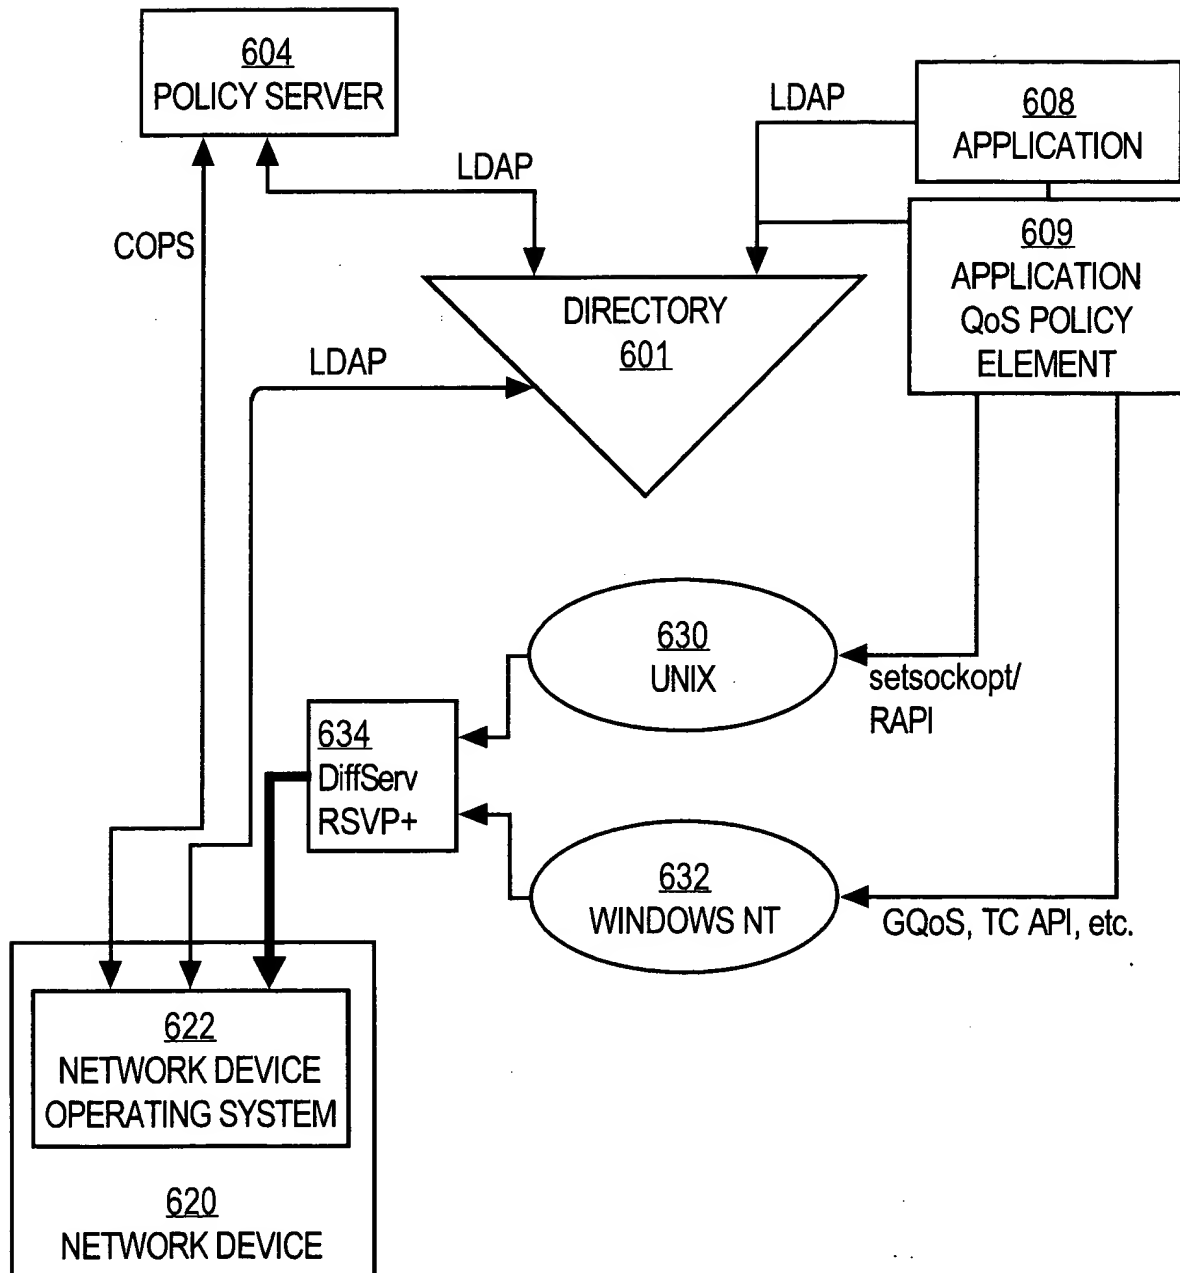 604
POLICY SERVER
LDAP
608
APPLICATION
LDAP
COPS
609
APPLICATION
QoS POLICY
ELEMENT
DIRECTORY
601
LDAP
630
UNIX
setsockopt/
RAPI
634
DiffServ
RSVP+
632
WINDOWS NT
GQoS, TC API, etc.
622
NETWORK DEVICE
OPERATING SYSTEM
620
NETWORK DEVICE